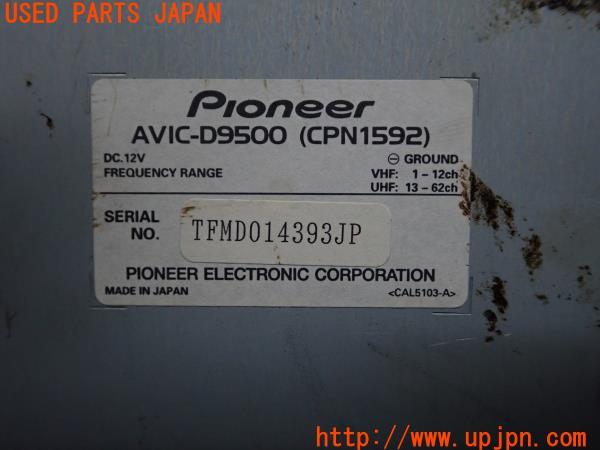 USED PARTS JAPAN
Pioneer
AVIC-D9500 (CPN1592)
DC.12V ⊖ GROUND
FREQUENCY RANGE VHF: 1 – 12ch
UHF: 13 – 62ch
SERIAL NO. TFMD014393JP
PIONEER ELECTRONIC CORPORATION
MADE IN JAPAN <CAL5103-A>
www.upjpn.com